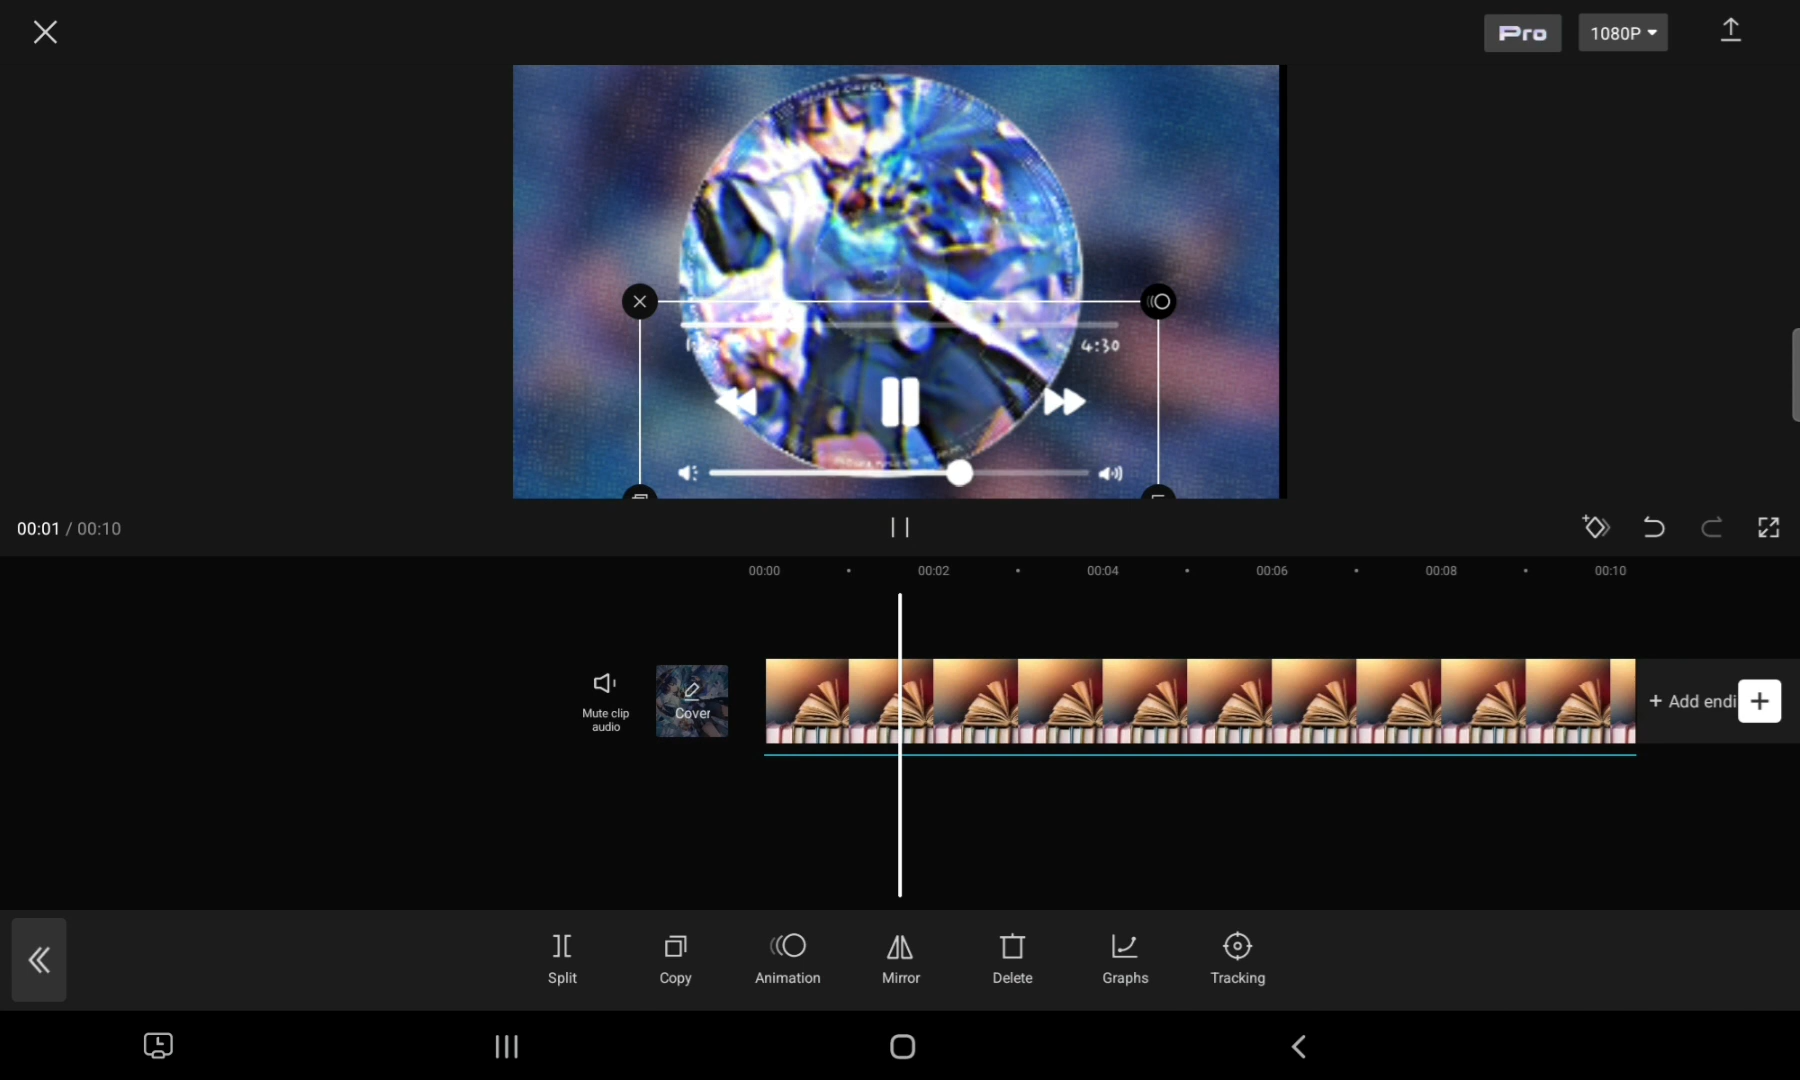 Pro
1080P
4:30
00:01 / 00:10
00:00
00:02
00:04
00:06
00:08
00:10
Mute clip
audio
Cover
+ Add endi
Split
Copy
Animation
Mirror
Delete
Graphs
Tracking